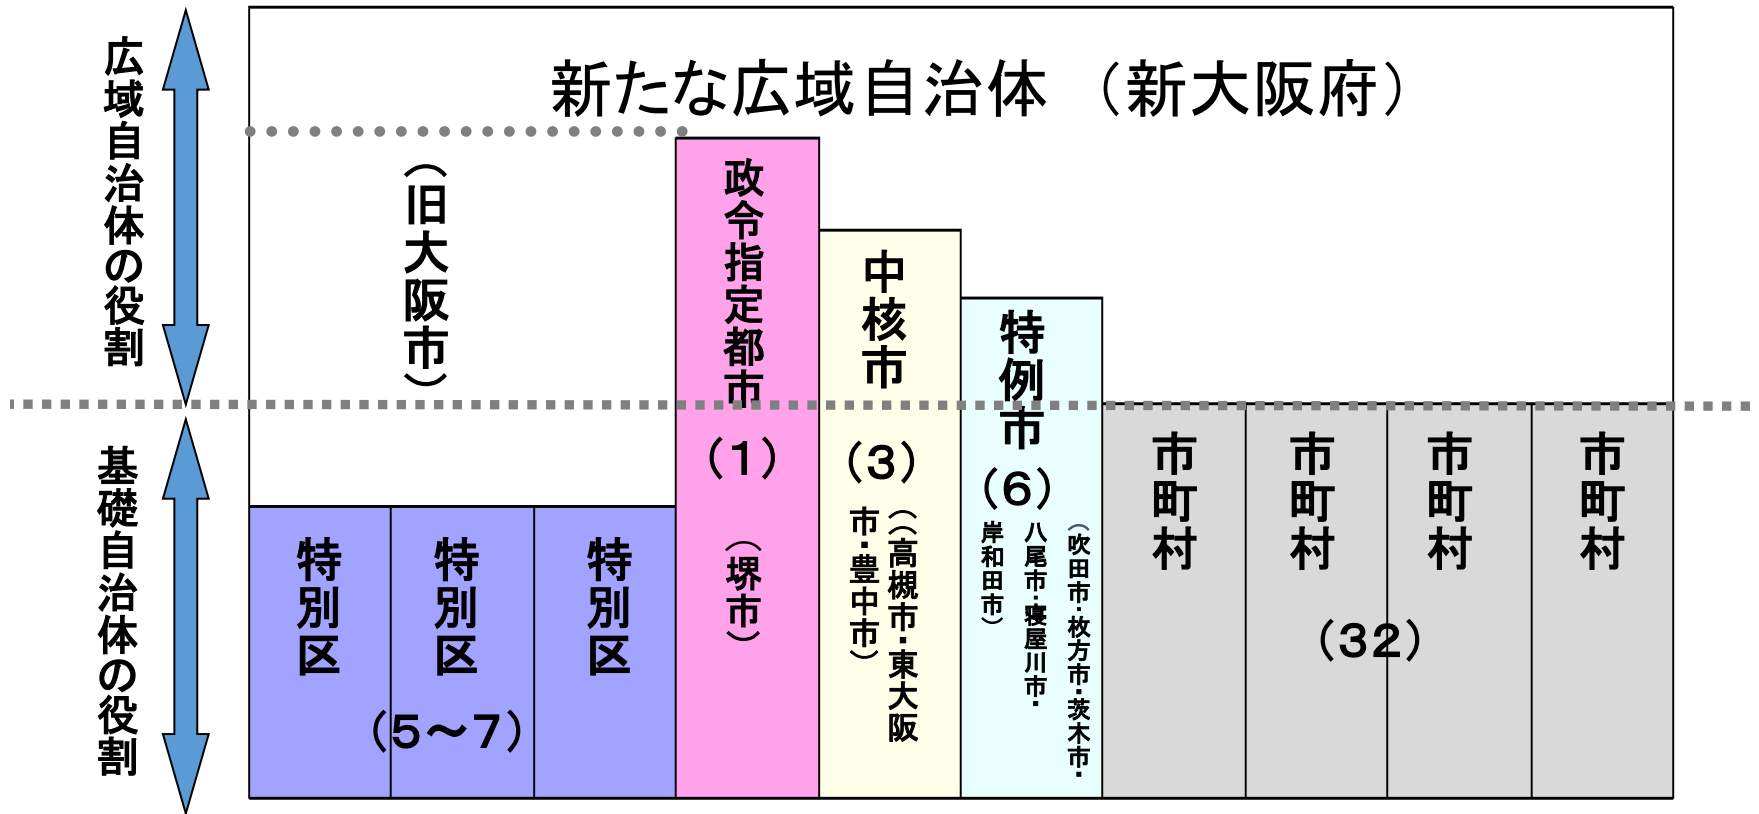 新たな広域自治体 （新大阪府）
広域自治体の役割
基礎自治体の役割
（旧大阪市）
特別区
特別区
特別区
（５～７）
政令指定都市
（１）
（堺市）
中核市
（３）
（（高槻市・東大阪
市・豊中市）
特例市
（６）
（吹田市・枚方市・茨木市・
八尾市・寝屋川市・
岸和田市）
市町村
市町村
市町村
市町村
（３２）